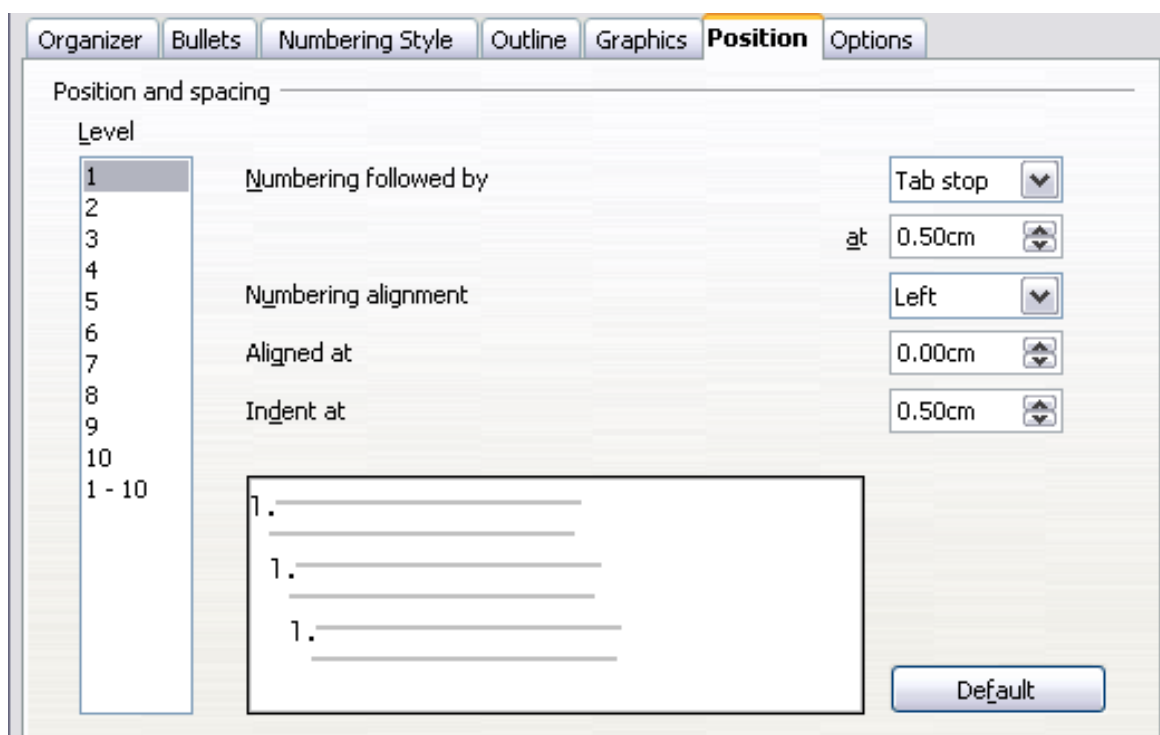 Organizer Bullets Numbering Style Outline Graphics Position Options
Position and spacing
Level
1
2
3
4
5
6
7
8
9
10
1 - 10
Numbering followed by Tab stop
at 0.50cm
Numbering alignment Left
Aligned at 0.00cm
Indent at 0.50cm
1.
1.
1.
Default